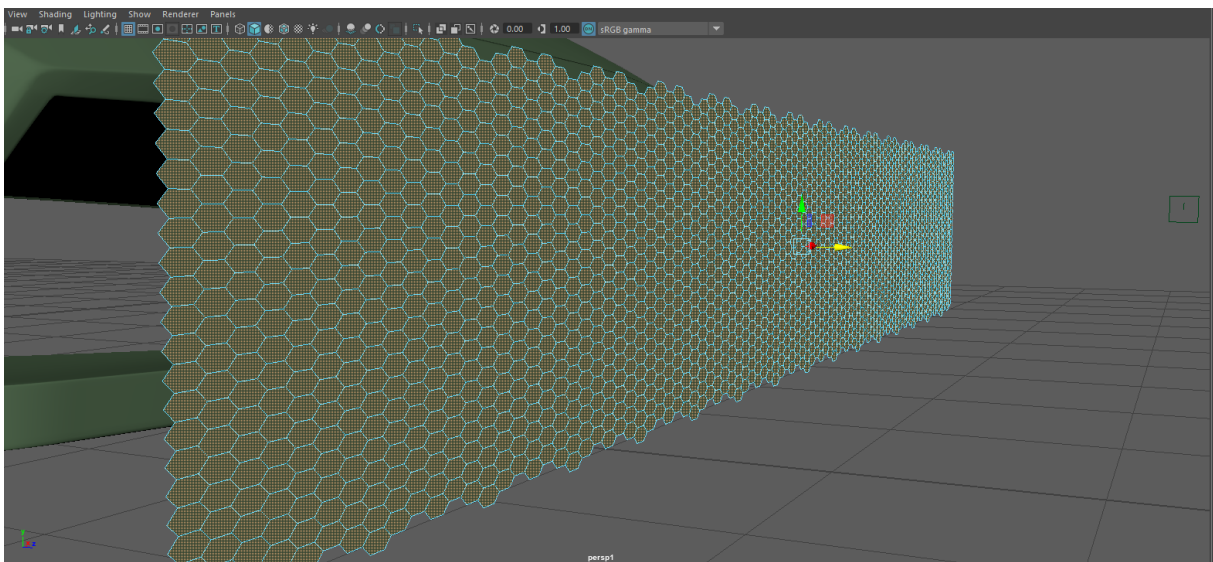 View Shading Lighting Show Renderer Panels
0.00 1.00 sRGB gamma
f
y
z
persp1